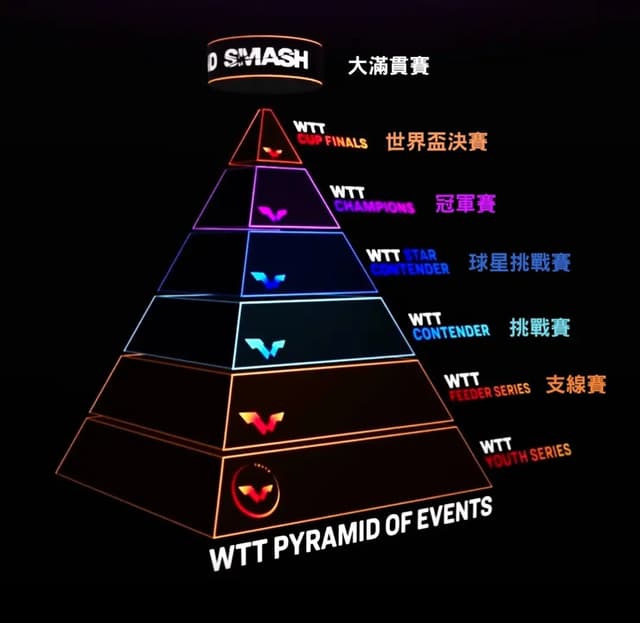 D SMASH 大滿貫賽
WTT
CUP FINALS 世界盃決賽
WTT
CHAMPIONS 冠軍賽
WTT STAR
CONTENDER 球星挑戰賽
WTT
CONTENDER 挑戰賽
WTT
FEEDER SERIES 支線賽
WTT
YOUTH SERIES
WTT PYRAMID OF EVENTS